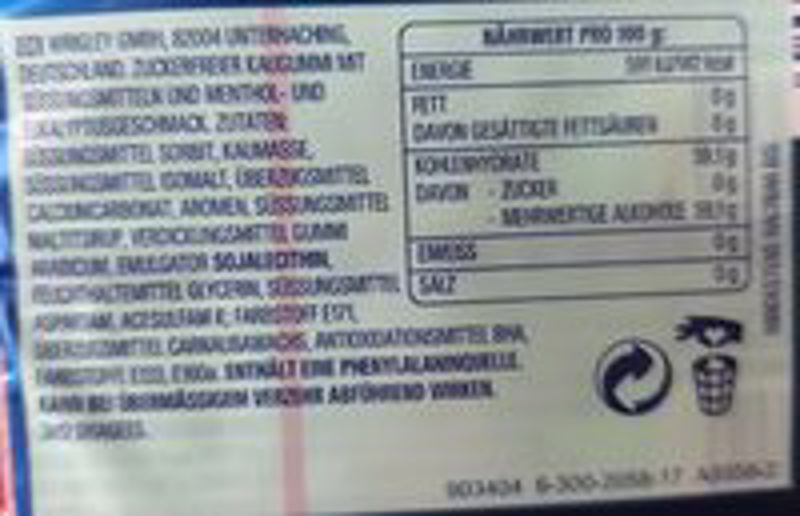 WRIGLEY GMBH, 82004 UNTERHACHING,
DEUTSCHLAND. ZUCKERFREIER KAUGUMMI MIT
SÜSSUNGSMITTELN UND MENTHOL- UND
EUKALYPTUSGESCHMACK. ZUTATEN:
SÜSSUNGSMITTEL SORBIT, KAUMASSE,
SÜSSUNGSMITTEL ISOMALT, ÜBERZUGSMITTEL
CALCIUMCARBONAT, AROMEN, SÜSSUNGSMITTEL
MALTITSIRUP, VERDICKUNGSMITTEL GUMMI
ARABICUM, EMULGATOR SOJALECITHIN,
FEUCHTHALTEMITTEL GLYCERIN, SÜSSUNGSMITTEL
ASPARTAM, ACESULFAM K, FARBSTOFF E171,
ÜBERZUGSMITTEL CARNAUBAWACHS, ANTIOXIDATIONSMITTEL BHA,
FARBSTOFFE ENTHÄLT EINE PHENYLALANINQUELLE.
KANN BEI ÜBERMÄSSIGEM VERZEHR ABFÜHREND WIRKEN.
DRAGEES.
NÄHRWERT PRO 100 g:
ENERGIE
FETT 0g
DAVON GESÄTTIGTE FETTSÄUREN 0g
KOHLENHYDRATE
DAVON - ZUCKER 0g
- MEHRWERTIGE ALKOHOLE
EIWEISS 0g
SALZ 0g